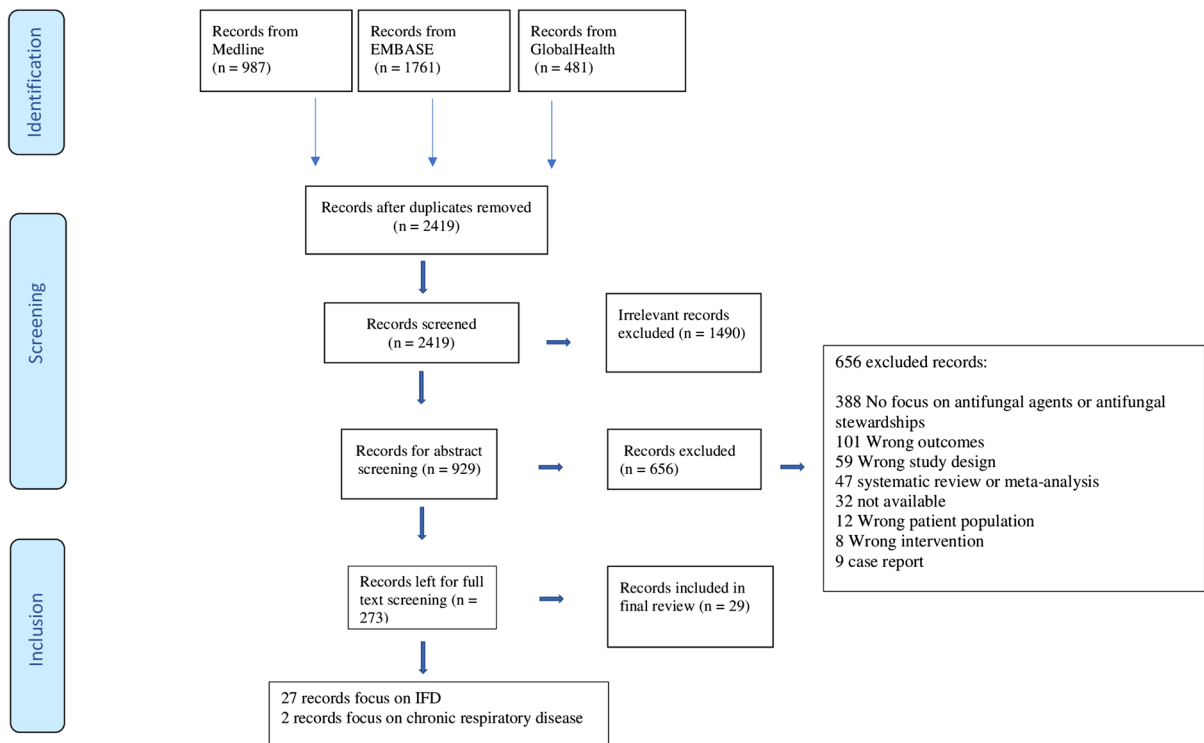 Identification
Records from
Medline
(n = 987)
Records from
EMBASE
(n = 1761)
Records from
GlobalHealth
(n = 481)
Records after duplicates removed
(n = 2419)
Screening
Records screened
(n = 2419)
Irrelevant records
excluded (n = 1490)
Records for abstract
screening (n = 929)
Records excluded
(n = 656)
656 excluded records:
388 No focus on antifungal agents or antifungal
stewardships
101 Wrong outcomes
59 Wrong study design
47 systematic review or meta-analysis
32 not available
12 Wrong patient population
8 Wrong intervention
9 case report
Inclusion
Records left for full
text screening (n =
273)
Records included in
final review (n = 29)
27 records focus on IFD
2 records focus on chronic respiratory disease